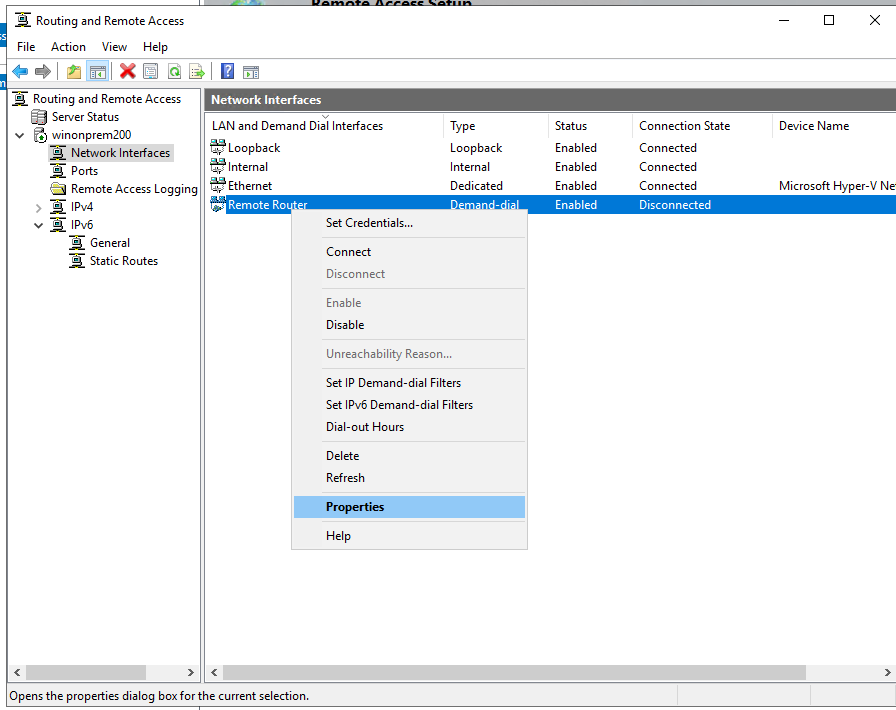 Remote Access Setup
Routing and Remote Access
File Action View Help
Routing and Remote Access
Server Status
winonprem200
Network Interfaces
Ports
Remote Access Logging
IPv4
IPv6
General
Static Routes
Network Interfaces
LAN and Demand Dial Interfaces Type Status Connection State Device Name
Loopback Loopback Enabled Connected
Internal Internal Enabled Connected
Ethernet Dedicated Enabled Connected Microsoft Hyper-V Ne
Remote Router Demand-dial Enabled Disconnected
Set Credentials...
Connect
Disconnect
Enable
Disable
Unreachability Reason...
Set IP Demand-dial Filters
Set IPv6 Demand-dial Filters
Dial-out Hours
Delete
Refresh
Properties
Help
Opens the properties dialog box for the current selection.